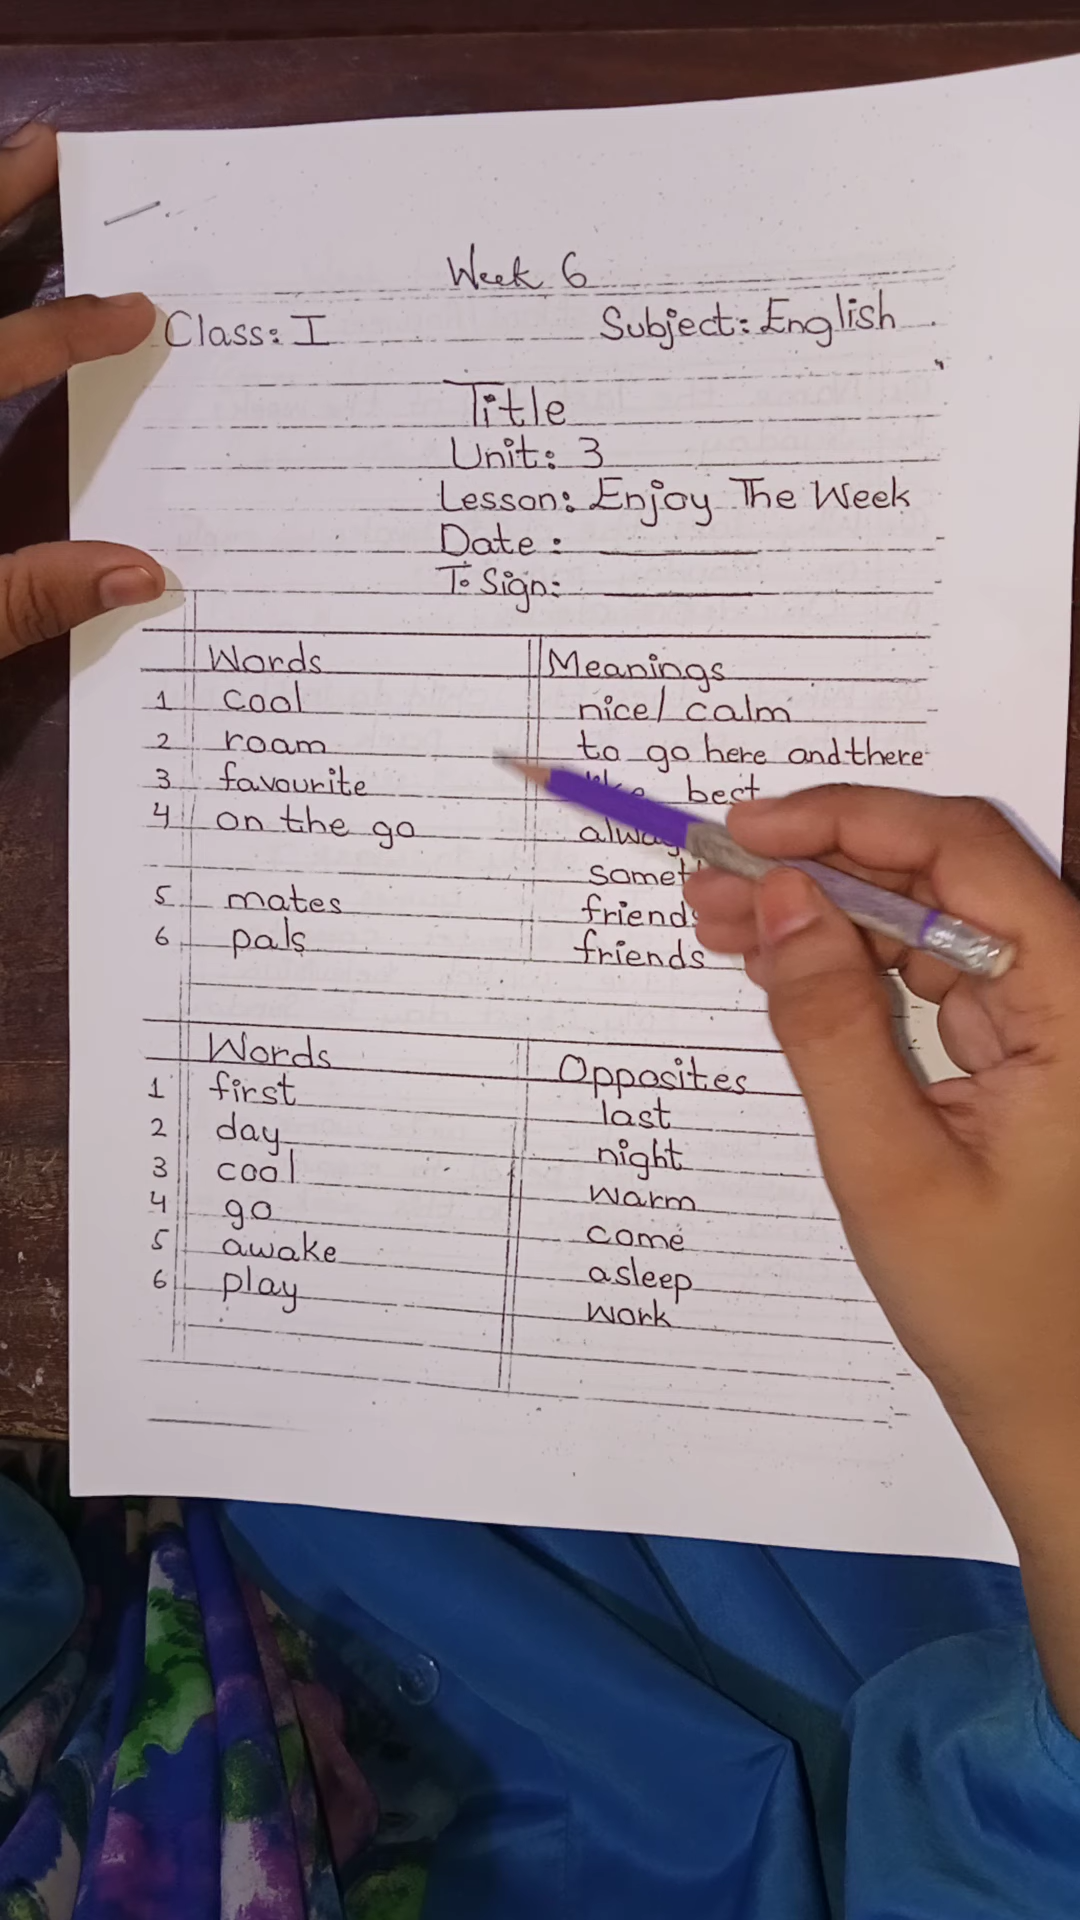 Week 6
Class: I Subject: English
Title
Unit: 3
Lesson: Enjoy The Week
Date:
T. Sign:
Words Meanings
1 cool nice/ calm
2 roam to go here and there
3 favourite best
4 on the go
5 mates friends
6 pals friends
Words Opposites
1 first last
2 day night
3 cool warm
4 go come
5 awake asleep
6 play work